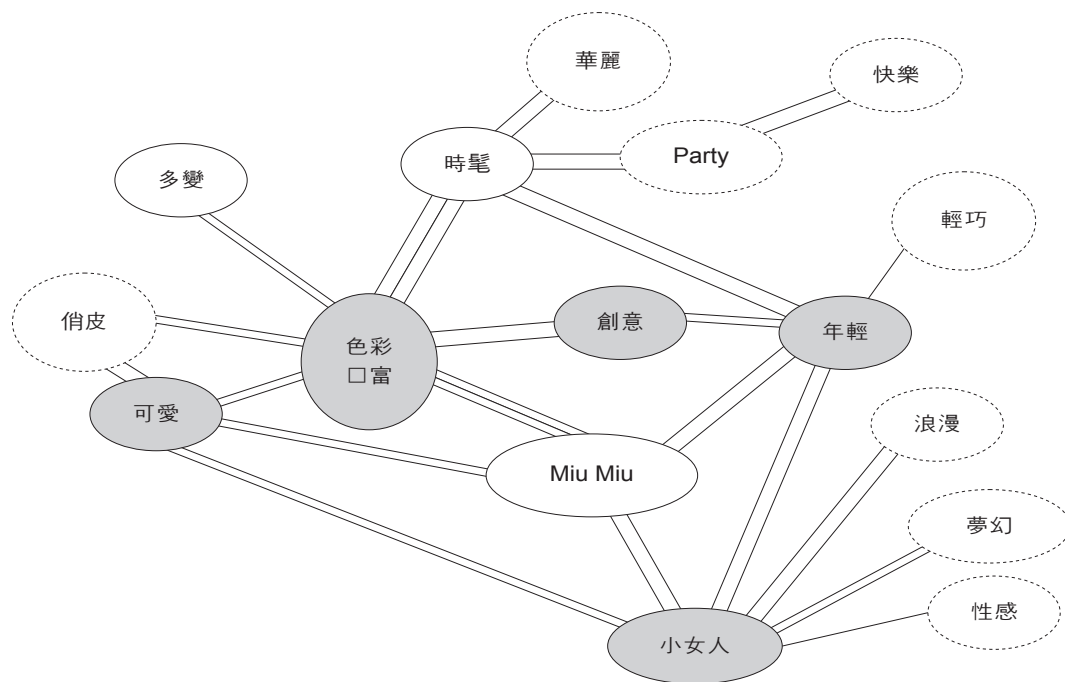 華麗
快樂
時髦
Party
多變
輕巧
俏皮
創意
年輕
色彩
□富
可愛
浪漫
Miu Miu
夢幻
性感
小女人